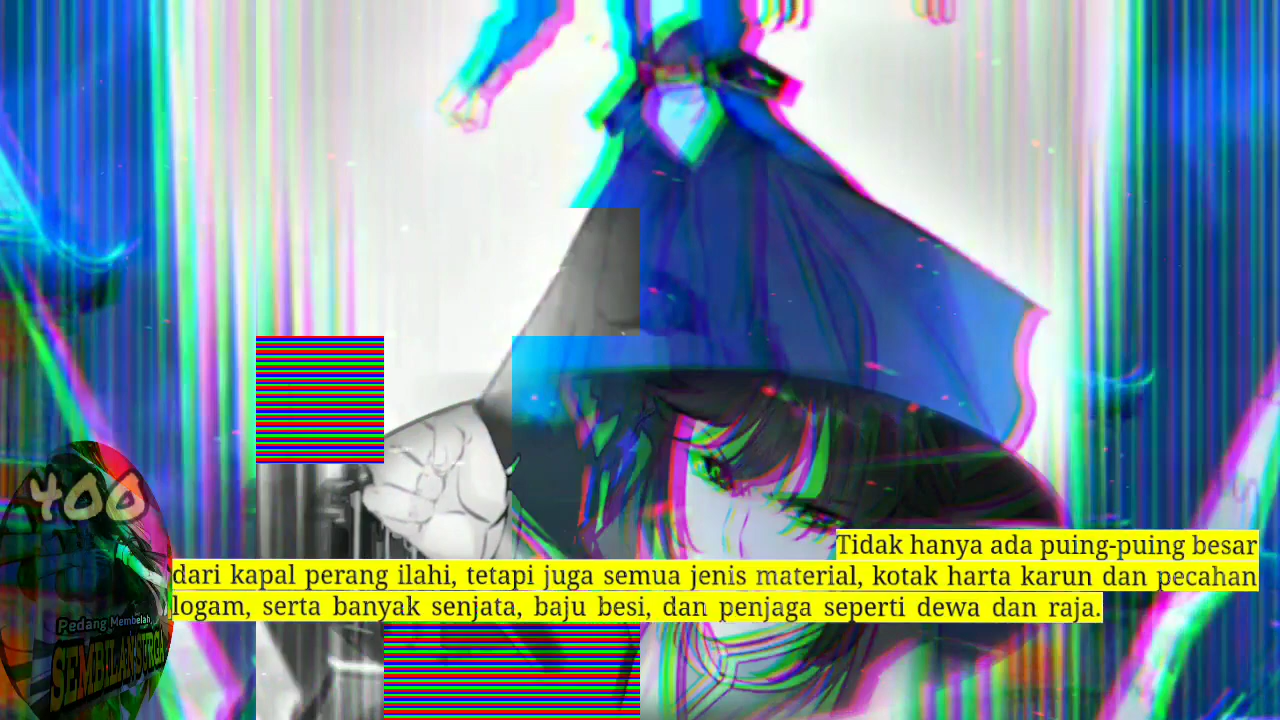 Tidak hanya ada puing-puing besar
dari kapal perang ilahi, tetapi juga semua jenis material, kotak harta karun dan pecahan
logam, serta banyak senjata, baju besi, dan penjaga seperti dewa dan raja.
400
Pedang Membelah
SEMBILAN SURGA